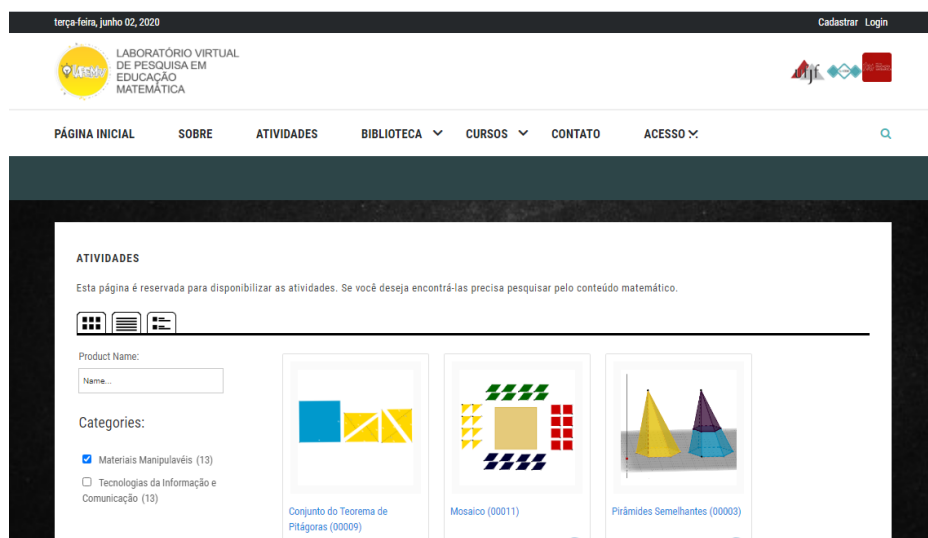 terça-feira, junho 02, 2020
Cadastrar Login
LABORATÓRIO VIRTUAL
DE PESQUISA EM
EDUCAÇÃO
MATEMÁTICA
PÁGINA INICIAL SOBRE ATIVIDADES BIBLIOTECA CURSOS CONTATO ACESSO
ATIVIDADES
Esta página é reservada para disponibilizar as atividades. Se você deseja encontrá-las precisa pesquisar pelo conteúdo matemático.
Product Name:
Name...
Categories:
Materiais Manipulavéis (13)
Tecnologias da Informação e
Comunicação (13)
Conjunto do Teorema de
Pitágoras (00009)
Mosaico (00011)
Pirâmides Semelhantes (00003)